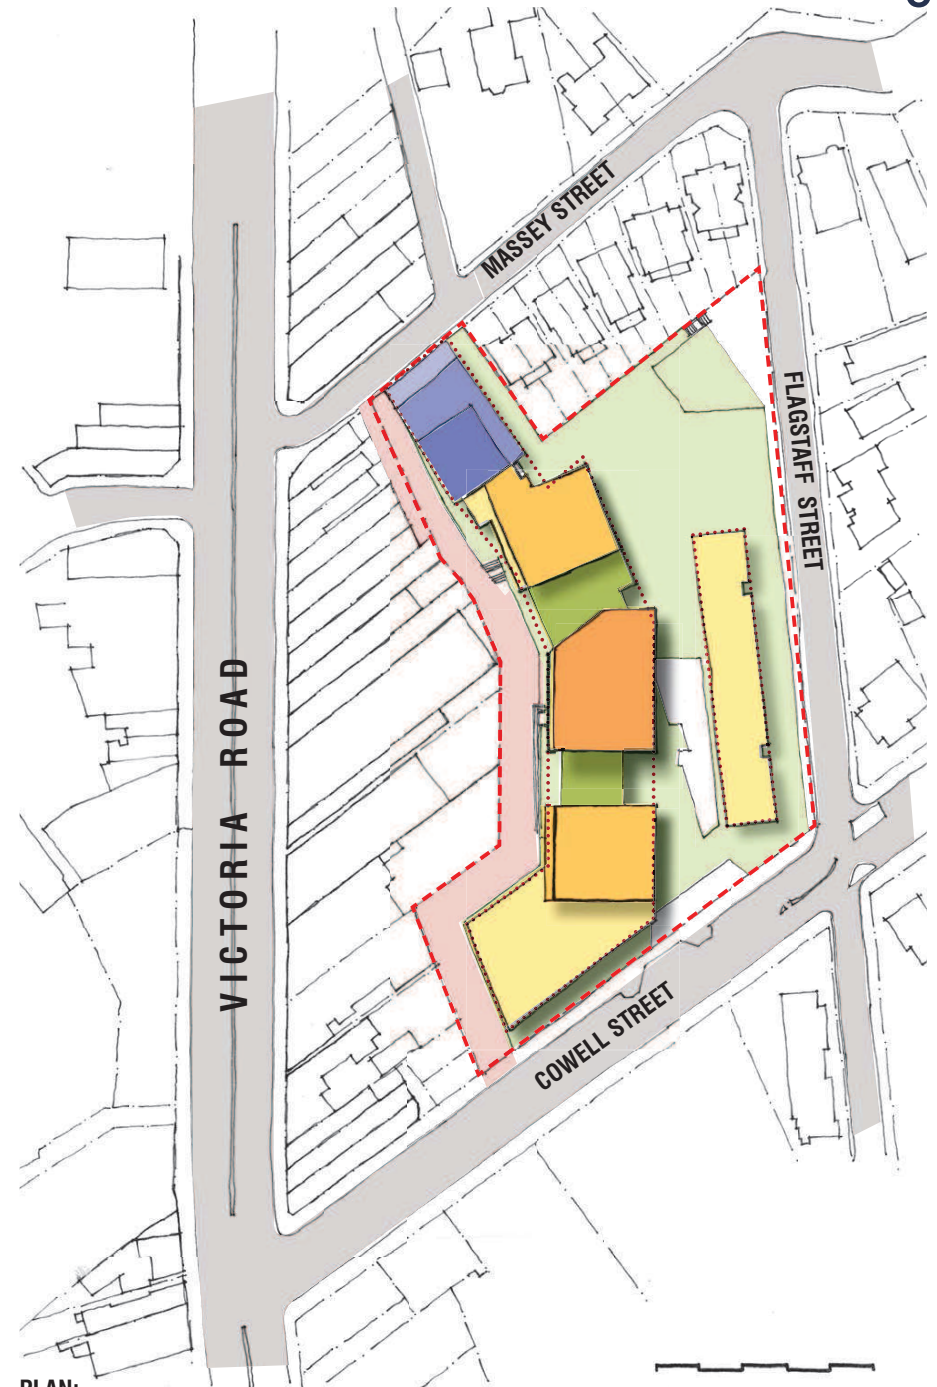 MASSEY STREET
FLAGSTAFF STREET
VICTORIA ROAD
COWELL STREET
PLAN: